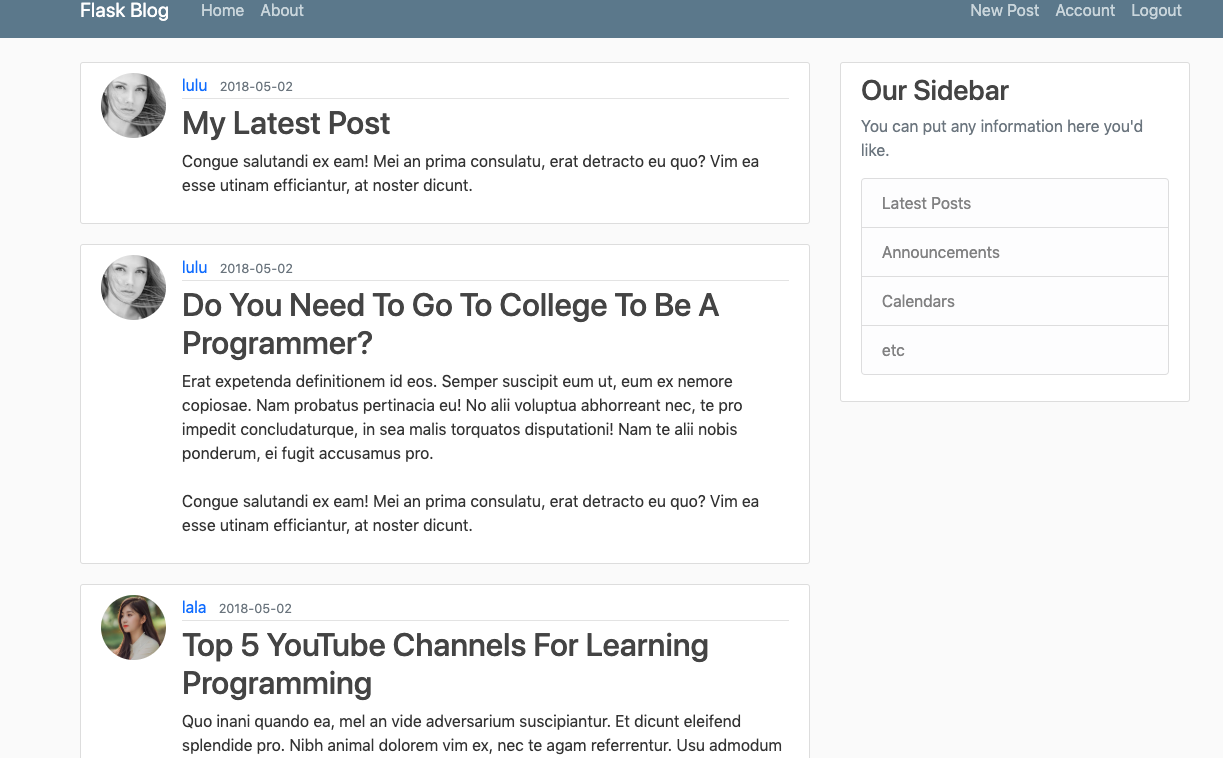 Flask Blog Home About New Post Account Logout
lulu 2018-05-02
My Latest Post
Congue salutandi ex eam! Mei an prima consulatu, erat detracto eu quo? Vim ea
esse utinam efficiantur, at noster dicunt.
lulu 2018-05-02
Do You Need To Go To College To Be A
Programmer?
Erat expetenda definitionem id eos. Semper suscipit eum ut, eum ex nemore
copiosae. Nam probatus pertinacia eu! No alii voluptua abhorreant nec, te pro
impedit concludaturque, in sea malis torquatos disputationi! Nam te alii nobis
ponderum, ei fugit accusamus pro.
Congue salutandi ex eam! Mei an prima consulatu, erat detracto eu quo? Vim ea
esse utinam efficiantur, at noster dicunt.
lala 2018-05-02
Top 5 YouTube Channels For Learning
Programming
Quo inani quando ea, mel an vide adversarium suscipiantur. Et dicunt eleifend
splendide pro. Nibh animal dolorem vim ex, nec te agam referrentur. Usu admodum
Our Sidebar
You can put any information here you'd
like.
Latest Posts
Announcements
Calendars
etc